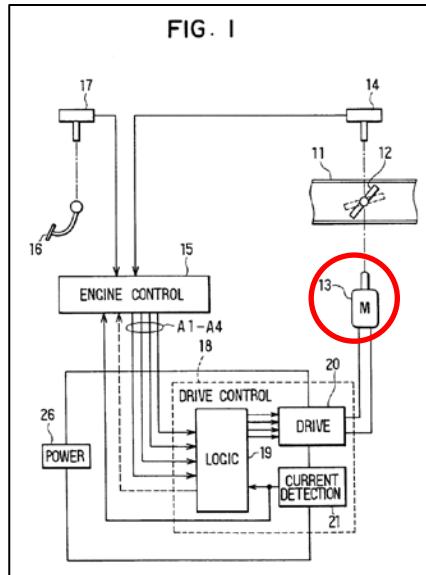 FIG. 1
17
14
11
12
16
15
13
ENGINE CONTROL
M
A1-A4
18
20
DRIVE CONTROL
26
POWER
LOGIC
19
DRIVE
CURRENT
DETECTION
21